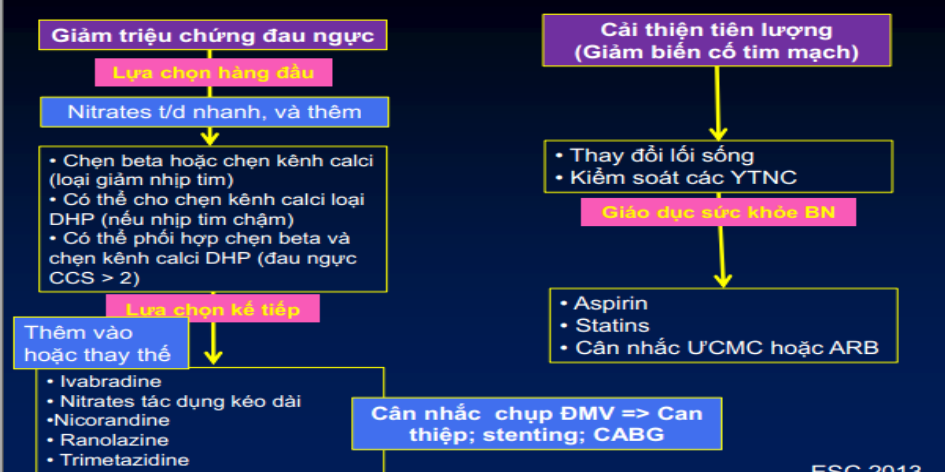 Giảm triệu chứng đau ngực
Lựa chọn hàng đầu
Nitrates t/d nhanh, và thêm
• Chẹn beta hoặc chẹn kênh calci
(loại giảm nhịp tim)
• Có thể cho chẹn kênh calci loại
DHP (nếu nhịp tim chậm)
• Có thể phối hợp chẹn beta và
chẹn kênh calci DHP (đau ngực
CCS > 2)
Lựa chọn kế tiếp
Thêm vào
hoặc thay thế
• Ivabradine
• Nitrates tác dụng kéo dài
•Nicorandine
• Ranolazine
• Trimetazidine
Cải thiện tiên lượng
(Giảm biến cố tim mạch)
• Thay đổi lối sống
• Kiểm soát các YTNC
Giáo dục sức khỏe BN
• Aspirin
• Statins
• Cân nhắc ƯCMC hoặc ARB
Cân nhắc chụp ĐMV => Can
thiệp; stenting; CABG
ESC 2013